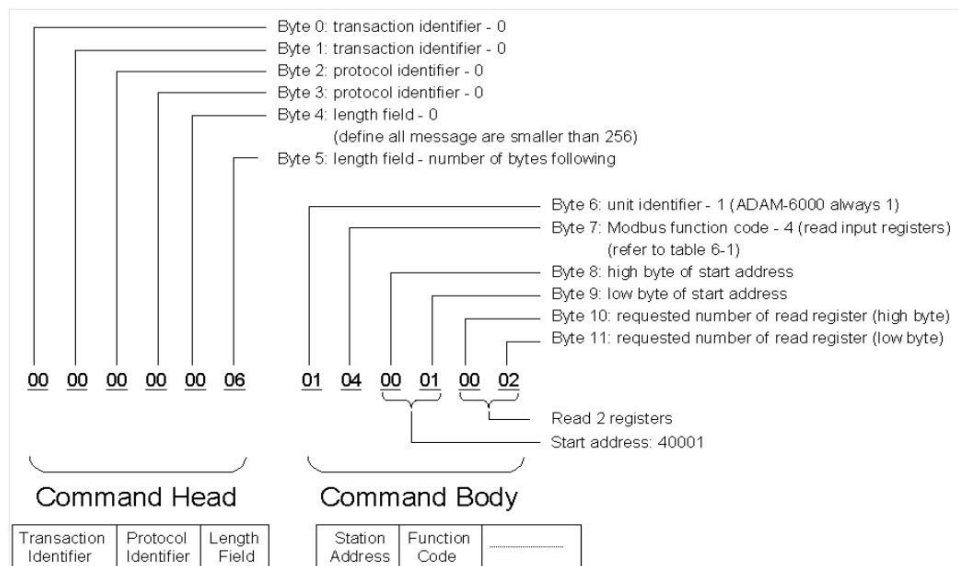 Byte 0: transaction identifier - 0
Byte 1: transaction identifier - 0
Byte 2: protocol identifier - 0
Byte 3: protocol identifier - 0
Byte 4: length field - 0
(define all message are smaller than 256)
Byte 5: length field - number of bytes following
Byte 6: unit identifier - 1 (ADAM-6000 always 1)
Byte 7: Modbus function code - 4 (read input registers)
(refer to table 6-1)
Byte 8: high byte of start address
Byte 9: low byte of start address
Byte 10: requested number of read register (high byte)
Byte 11: requested number of read register (low byte)
00 00 00 00 00 06 01 04 00 01 00 02
Read 2 registers
Start address: 40001
Command Head Command Body
Transaction Protocol Length Station Function
Identifier Identifier Field Address Code